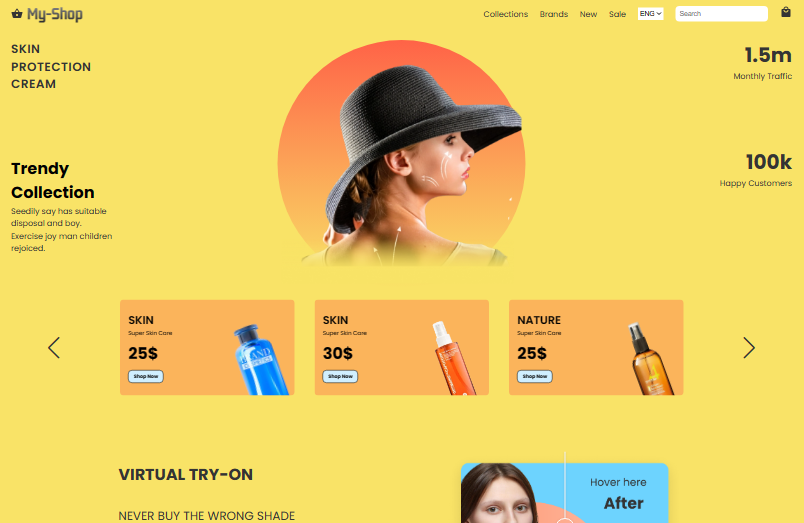 My-Shop
Collections Brands New Sale ENG Search
SKIN
PROTECTION
CREAM
1.5m
Monthly Traffic
Trendy
Collection
Seedily say has suitable
disposal and boy.
Exercise joy man children
rejoiced.
100k
Happy Customers
SKIN
Super Skin Care
25$
Shop Now
SKIN
Super Skin Care
30$
Shop Now
NATURE
Super Skin Care
25$
Shop Now
VIRTUAL TRY-ON
NEVER BUY THE WRONG SHADE
Hover here
After